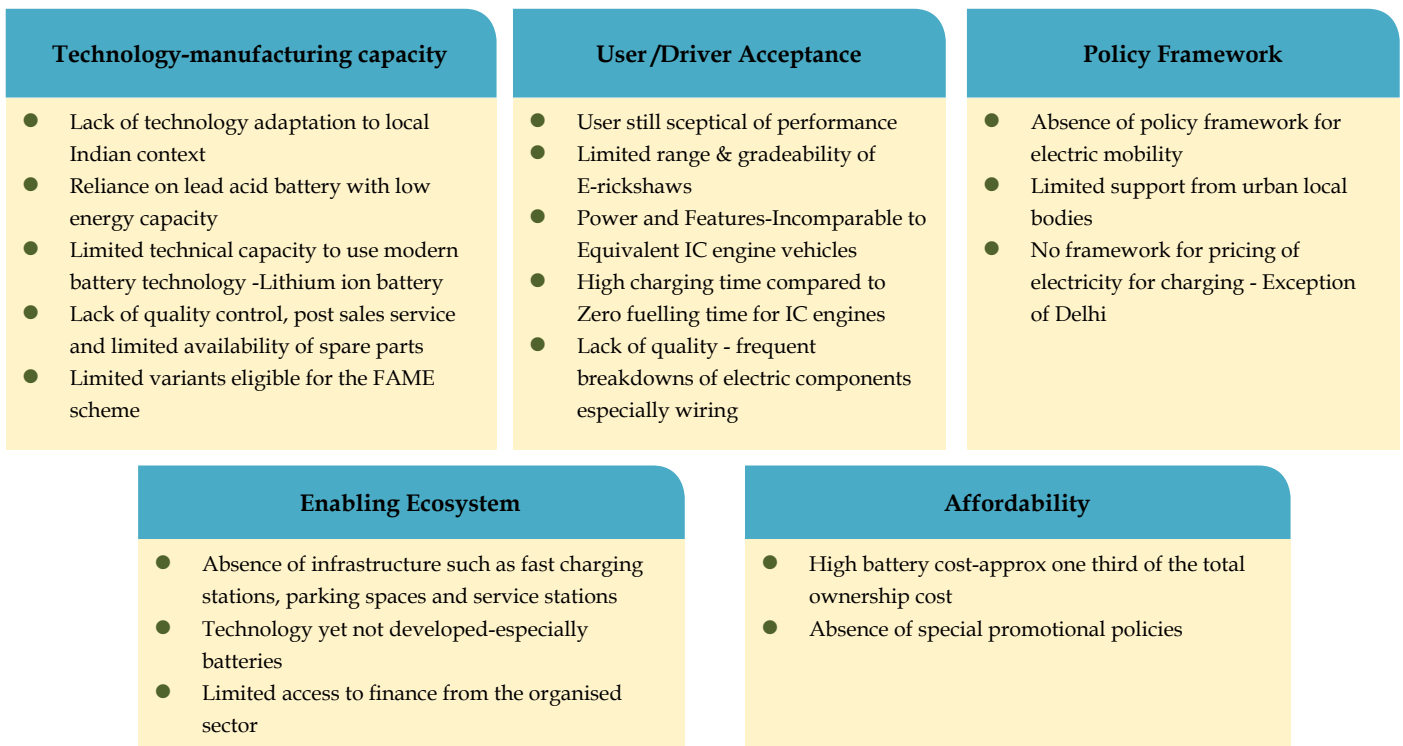 Technology-manufacturing capacity
Lack of technology adaptation to local
Indian context
Reliance on lead acid battery with low
energy capacity
Limited technical capacity to use modern
battery technology -Lithium ion battery
Lack of quality control, post sales service
and limited availability of spare parts
Limited variants eligible for the FAME
scheme
User /Driver Acceptance
User still sceptical of performance
Limited range & gradeability of
E-rickshaws
Power and Features-Incomparable to
Equivalent IC engine vehicles
High charging time compared to
Zero fuelling time for IC engines
Lack of quality - frequent
breakdowns of electric components
especially wiring
Policy Framework
Absence of policy framework for
electric mobility
Limited support from urban local
bodies
No framework for pricing of
electricity for charging - Exception
of Delhi
Enabling Ecosystem
Absence of infrastructure such as fast charging
stations, parking spaces and service stations
Technology yet not developed-especially
batteries
Limited access to finance from the organised
sector
Affordability
High battery cost-approx one third of the total
ownership cost
Absence of special promotional policies